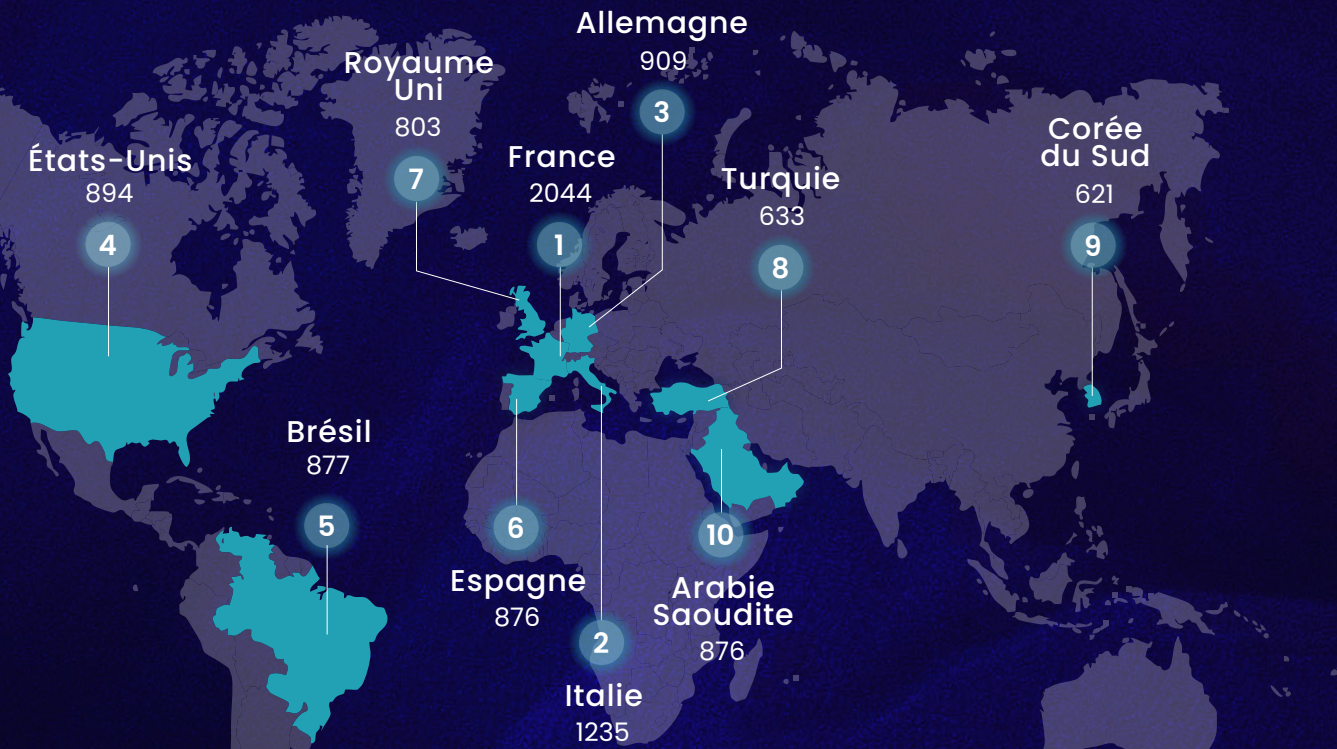 Allemagne
909
3
Royaume
Uni
803
7
États-Unis
894
4
France
2044
1
Turquie
633
8
Corée
du Sud
621
9
Brésil
877
5
6
Espagne
876
10
Arabie
Saoudite
876
2
Italie
1235